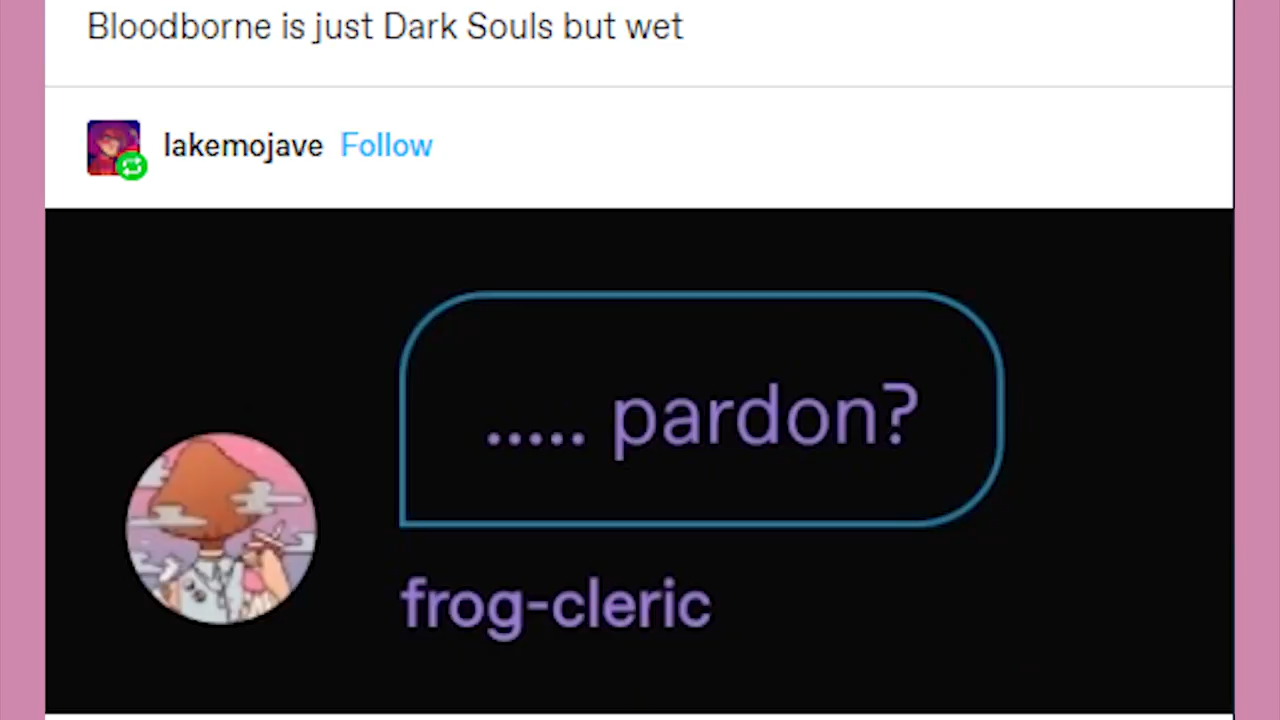 Bloodborne is just Dark Souls but wet
lakemojave Follow
..... pardon?
frog-cleric